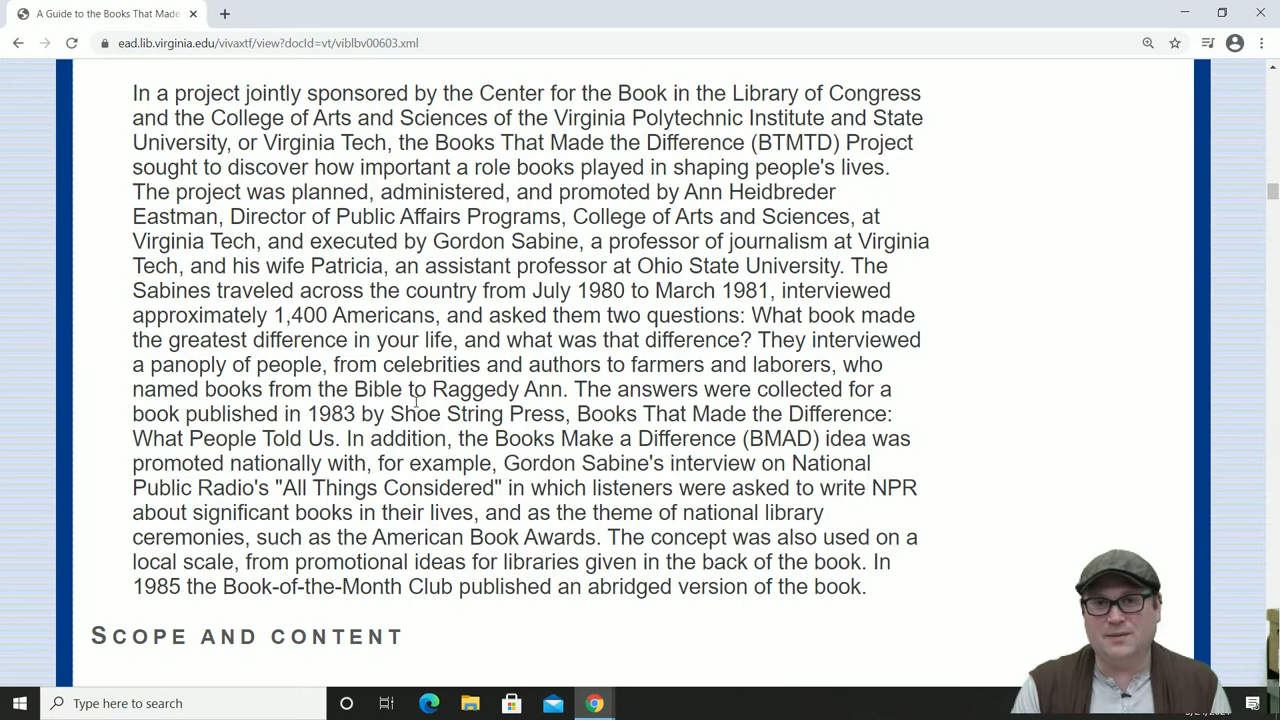 A Guide to the Books That Made
ead.lib.virginia.edu/vivaxtf/view?docId=vt/viblbv00603.xml
In a project jointly sponsored by the Center for the Book in the Library of Congress
and the College of Arts and Sciences of the Virginia Polytechnic Institute and State
University, or Virginia Tech, the Books That Made the Difference (BTMTD) Project
sought to discover how important a role books played in shaping people's lives.
The project was planned, administered, and promoted by Ann Heidbreder
Eastman, Director of Public Affairs Programs, College of Arts and Sciences, at
Virginia Tech, and executed by Gordon Sabine, a professor of journalism at Virginia
Tech, and his wife Patricia, an assistant professor at Ohio State University. The
Sabines traveled across the country from July 1980 to March 1981, interviewed
approximately 1,400 Americans, and asked them two questions: What book made
the greatest difference in your life, and what was that difference? They interviewed
a panoply of people, from celebrities and authors to farmers and laborers, who
named books from the Bible to Raggedy Ann. The answers were collected for a
book published in 1983 by Shoe String Press, Books That Made the Difference:
What People Told Us. In addition, the Books Make a Difference (BMAD) idea was
promoted nationally with, for example, Gordon Sabine's interview on National
Public Radio's "All Things Considered" in which listeners were asked to write NPR
about significant books in their lives, and as the theme of national library
ceremonies, such as the American Book Awards. The concept was also used on a
local scale, from promotional ideas for libraries given in the back of the book. In
1985 the Book-of-the-Month Club published an abridged version of the book.
SCOPE AND CONTENT
Type here to search